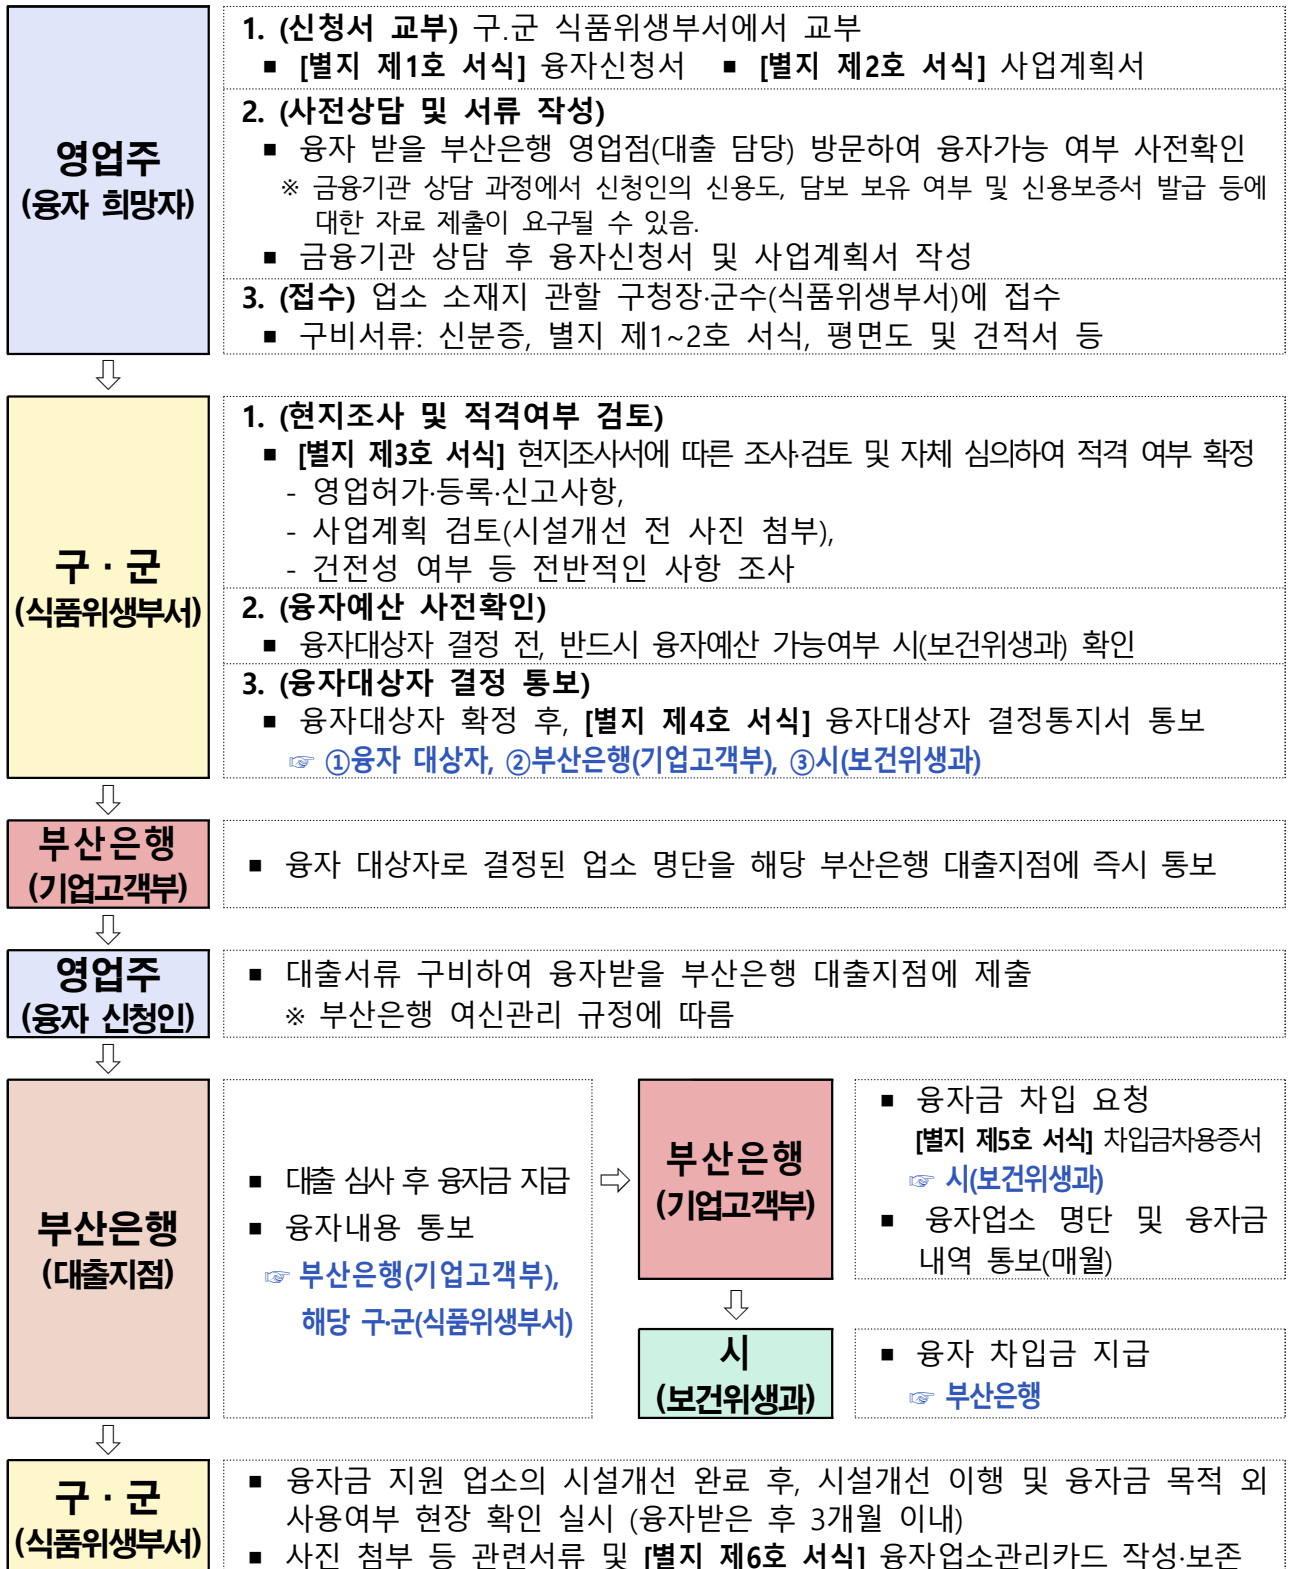 영업주
(융자 희망자)
1. (신청서 교부) 구.군 식품위생부서에서 교부
▪ [별지 제1호 서식] 융자신청서 ▪ [별지 제2호 서식] 사업계획서
2. (사전상담 및 서류 작성)
▪ 융자 받을 부산은행 영업점(대출 담당) 방문하여 융자가능 여부 사전확인
※ 금융기관 상담 과정에서 신청인의 신용도, 담보 보유 여부 및 신용보증서 발급 등에
대한 자료 제출이 요구될 수 있음.
▪ 금융기관 상담 후 융자신청서 및 사업계획서 작성
3. (접수) 업소 소재지 관할 구청장·군수(식품위생부서)에 접수
▪ 구비서류: 신분증, 별지 제1~2호 서식, 평면도 및 견적서 등
⇩
구 · 군
(식품위생부서)
1. (현지조사 및 적격여부 검토)
▪ [별지 제3호 서식] 현지조사서에 따른 조사·검토 및 자체 심의하여 적격 여부 확정
- 영업허가·등록·신고사항,
- 사업계획 검토(시설개선 전 사진 첨부),
- 건전성 여부 등 전반적인 사항 조사
2. (융자예산 사전확인)
▪ 융자대상자 결정 전, 반드시 융자예산 가능여부 시(보건위생과) 확인
3. (융자대상자 결정 통보)
▪ 융자대상자 확정 후, [별지 제4호 서식] 융자대상자 결정통지서 통보
☞ ①융자 대상자, ②부산은행(기업고객부), ③시(보건위생과)
⇩
부산은행
(기업고객부)
▪ 융자 대상자로 결정된 업소 명단을 해당 부산은행 대출지점에 즉시 통보
⇩
영업주
(융자 신청인)
▪ 대출서류 구비하여 융자받을 부산은행 대출지점에 제출
※ 부산은행 여신관리 규정에 따름
⇩
부산은행
(대출지점)
▪ 대출 심사 후 융자금 지급
▪ 융자내용 통보
☞ 부산은행(기업고객부),
해당 구·군(식품위생부서)
⇨
부산은행
(기업고객부)
▪ 융자금 차입 요청
[별지 제5호 서식] 차입금차용증서
☞ 시(보건위생과)
▪ 융자업소 명단 및 융자금
내역 통보(매월)
⇩
시
(보건위생과)
▪ 융자 차입금 지급
☞ 부산은행
⇩
구 · 군
(식품위생부서)
▪ 융자금 지원 업소의 시설개선 완료 후, 시설개선 이행 및 융자금 목적 외
사용여부 현장 확인 실시 (융자받은 후 3개월 이내)
▪ 사진 첨부 등 관련서류 및 [별지 제6호 서식] 융자업소관리카드 작성·보존